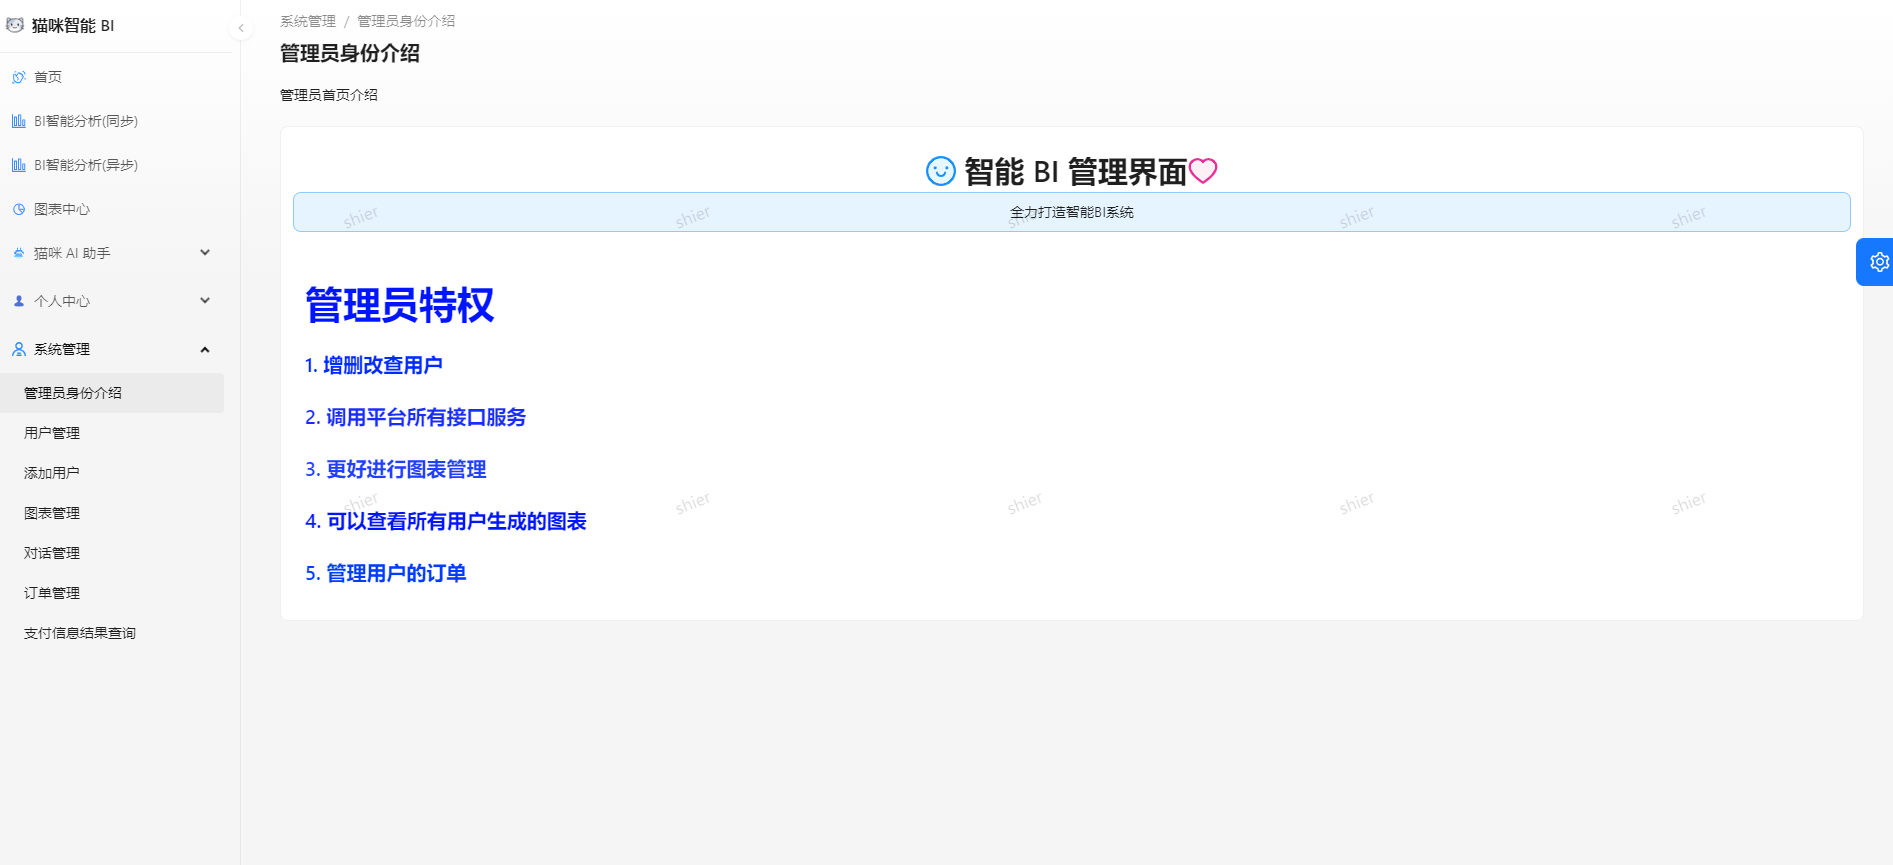 猫咪智能 BI
首页
BI智能分析(同步)
BI智能分析(异步)
图表中心
猫咪 AI 助手
个人中心
系统管理
管理员身份介绍
用户管理
添加用户
图表管理
对话管理
订单管理
支付信息结果查询
系统管理 / 管理员身份介绍
管理员身份介绍
管理员首页介绍
智能 BI 管理界面
全力打造智能BI系统
shier shier shier shier shier
管理员特权
1. 增删改查用户
2. 调用平台所有接口服务
3. 更好进行图表管理
shier shier shier shier shier
4. 可以查看所有用户生成的图表
5. 管理用户的订单